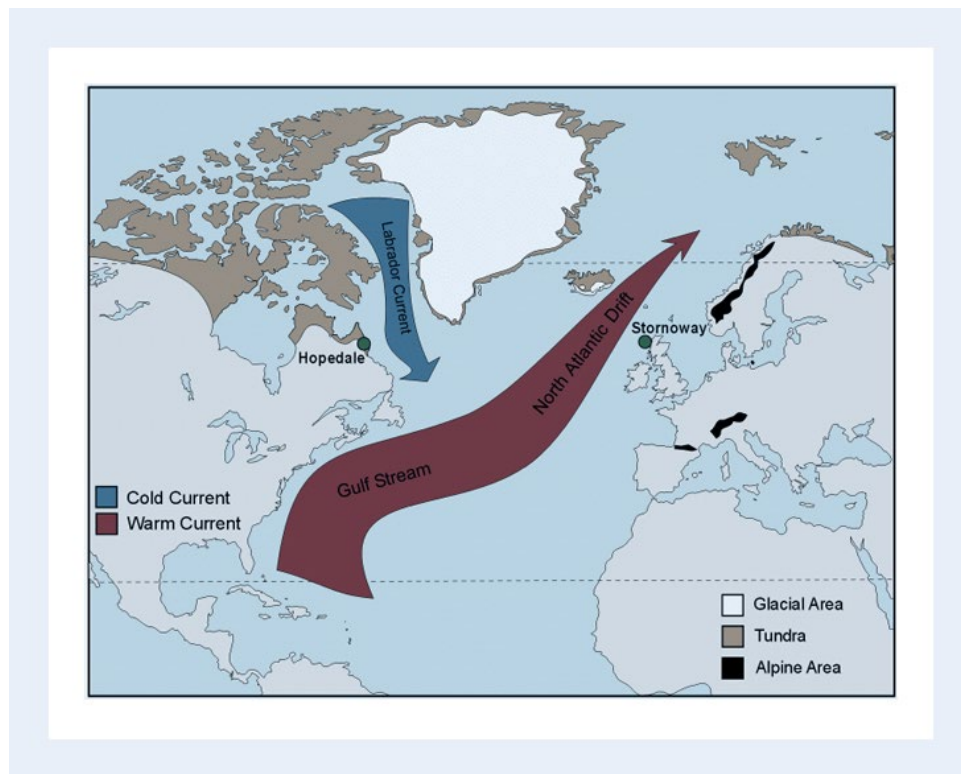 Labrador Current
Stornoway
Hopedale
North Atlantic Drift
Gulf Stream
Cold Current
Warm Current
Glacial Area
Tundra
Alpine Area